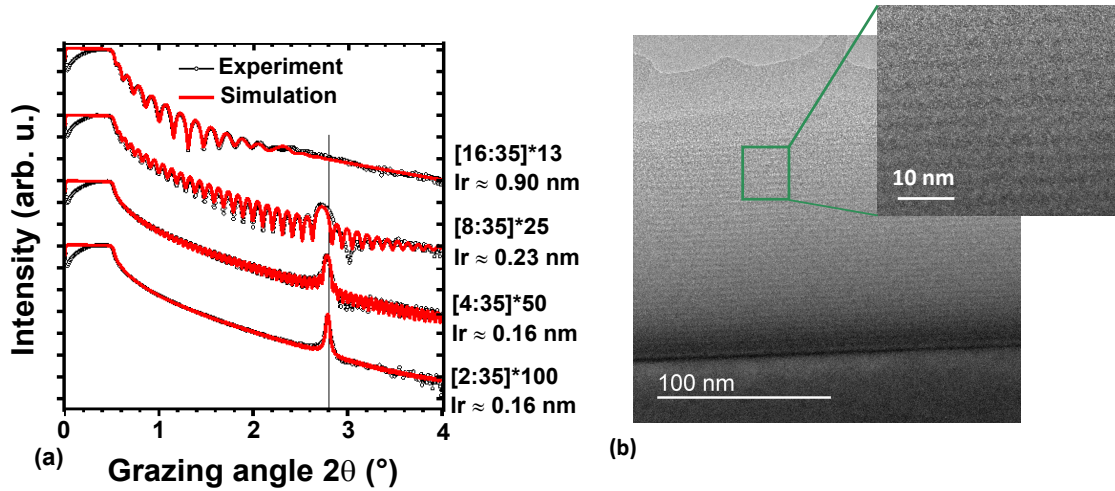 Experiment
Simulation
[16:35]*13
Ir ≈ 0.90 nm
[8:35]*25
Ir ≈ 0.23 nm
[4:35]*50
Ir ≈ 0.16 nm
[2:35]*100
Ir ≈ 0.16 nm
Intensity (arb. u.)
0 1 2 3 4
(a)
Grazing angle 2θ (°)
10 nm
100 nm
(b)